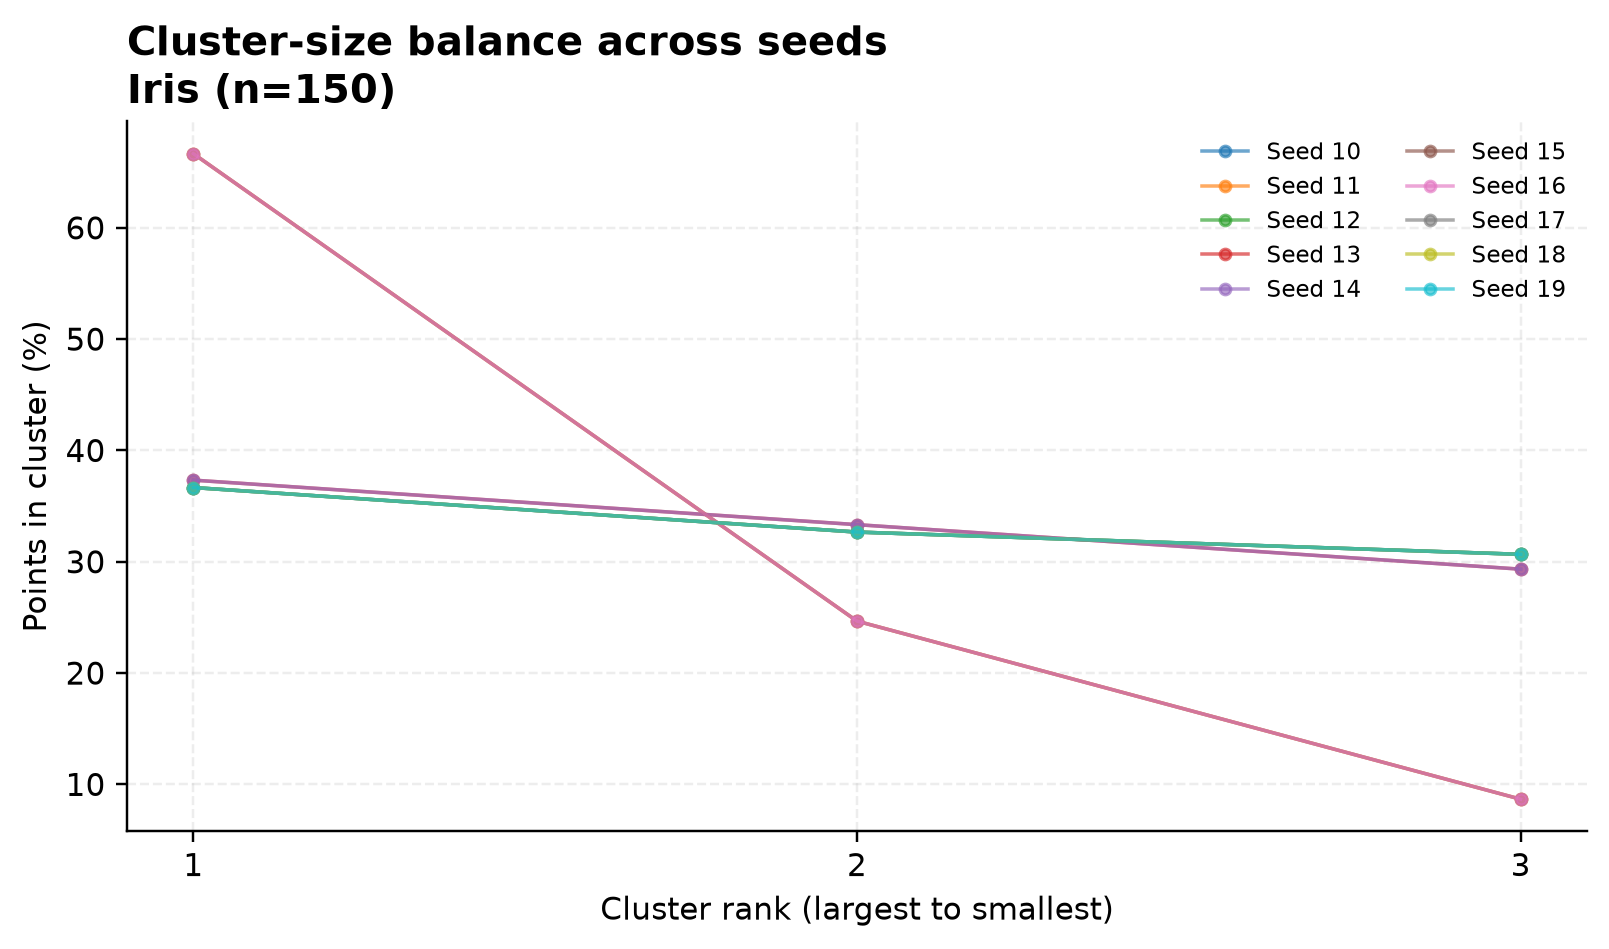 Cluster-size balance across seeds
Iris (n=150)
Seed 10
Seed 11
Seed 12
Seed 13
Seed 14
Seed 15
Seed 16
Seed 17
Seed 18
Seed 19
Points in cluster (%)
60
50
40
30
20
10
1 2 3
Cluster rank (largest to smallest)